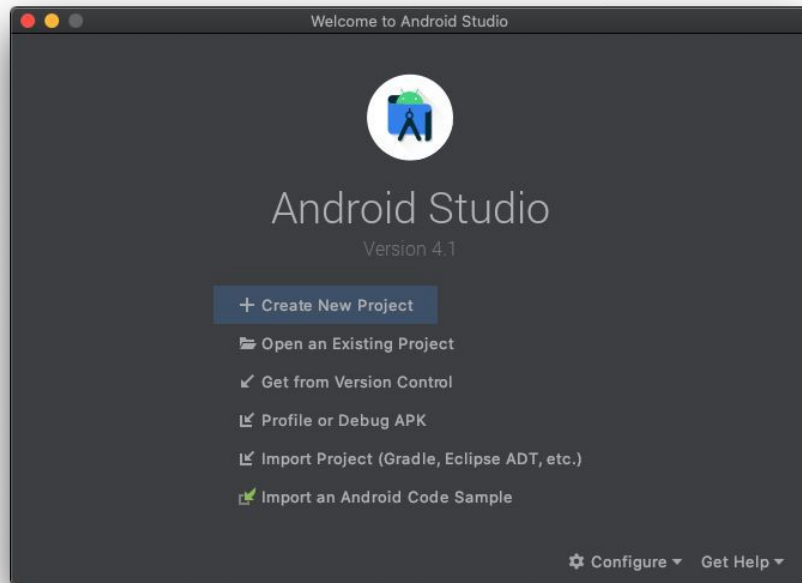 Welcome to Android Studio
Android Studio
Version 4.1
Create New Project
Open an Existing Project
Get from Version Control
Profile or Debug APK
Import Project (Gradle, Eclipse ADT, etc.)
Import an Android Code Sample
Configure Get Help